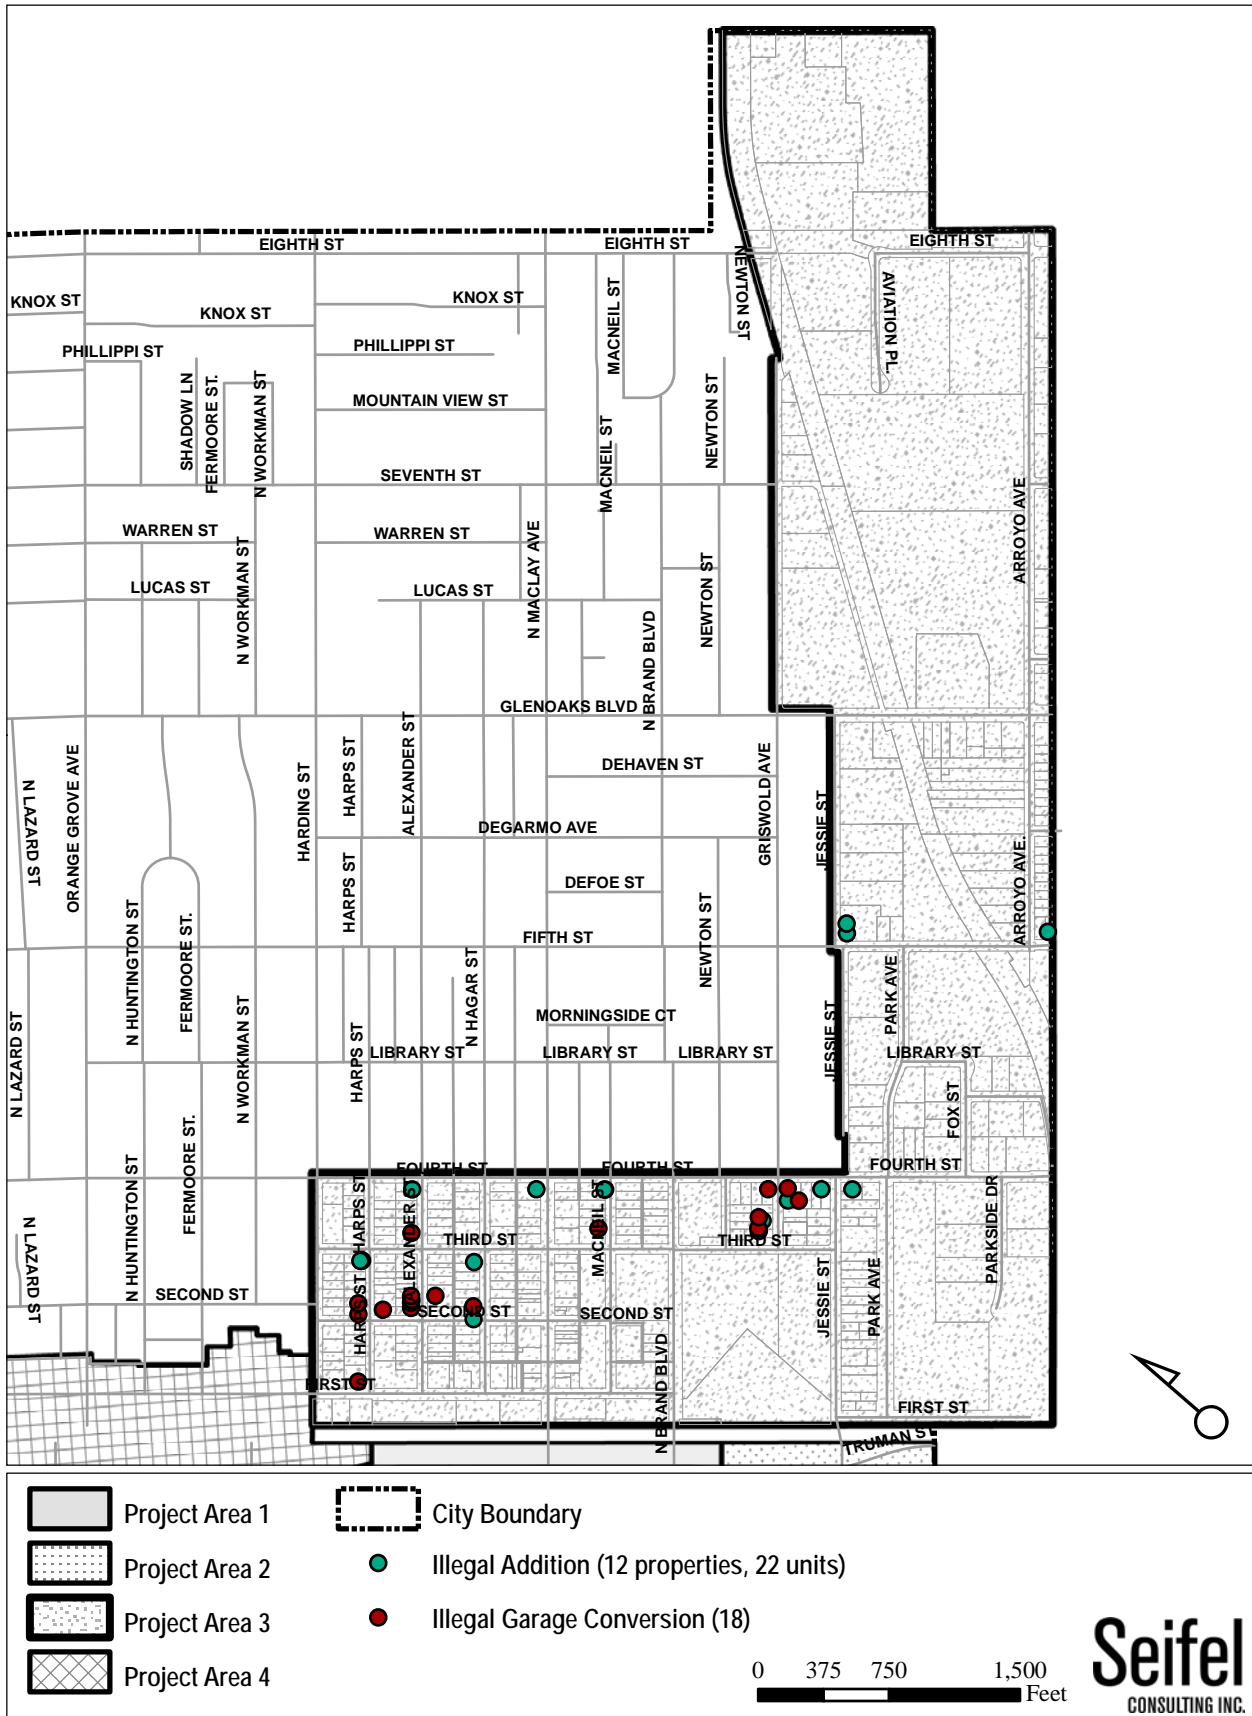 EIGHTH ST
EIGHTH ST
NEWTON ST
EIGHTH ST
KNOX ST
KNOX ST
KNOX ST
MACNEIL ST
AVIATION PL.
PHILLIPPI ST
PHILLIPPI ST
SHADOW LN
FERMOORE ST.
N WORKMAN ST
MOUNTAIN VIEW ST
MACNEIL ST
NEWTON ST
SEVENTH ST
ARROYO AVE
WARREN ST
WARREN ST
N WORKMAN ST
N MACLAY AVE
NEWTON ST
LUCAS ST
LUCAS ST
N BRAND BLVD
GLENOAKS BLVD
N LAZARD ST
ORANGE GROVE AVE
HARDING ST
HARPS ST
ALEXANDER ST
DEHAVEN ST
GRISWOLD AVE
JESSIE ST
DEGARMO AVE
HARPS ST
DEFOE ST
ARROYO AVE.
N HUNTINGTON ST
FERMOORE ST.
FIFTH ST
NEWTON ST
N LAZARD ST
N WORKMAN ST
HARPS ST
N HAGAR ST
MORNINGSIDE CT
PARK AVE
JESSIE ST
LIBRARY ST
LIBRARY ST
LIBRARY ST
LIBRARY ST
FOX ST
FERMOORE ST.
N HUNTINGTON ST
FOURTH ST
FOURTH ST
FOURTH ST
HARPS ST
ALEXANDER ST
MACNEIL ST
PARKSIDE DR
THIRD ST
THIRD ST
N LAZARD ST
SECOND ST
HARPS ST
SECOND ST
SECOND ST
JESSIE ST
PARK AVE
N BRAND BLVD
FIRST ST
FIRST ST
TRUMAN ST
Project Area 1
Project Area 2
Project Area 3
Project Area 4
City Boundary
Illegal Addition (12 properties, 22 units)
Illegal Garage Conversion (18)
0 375 750 1,500
Feet
Seifel
CONSULTING INC.